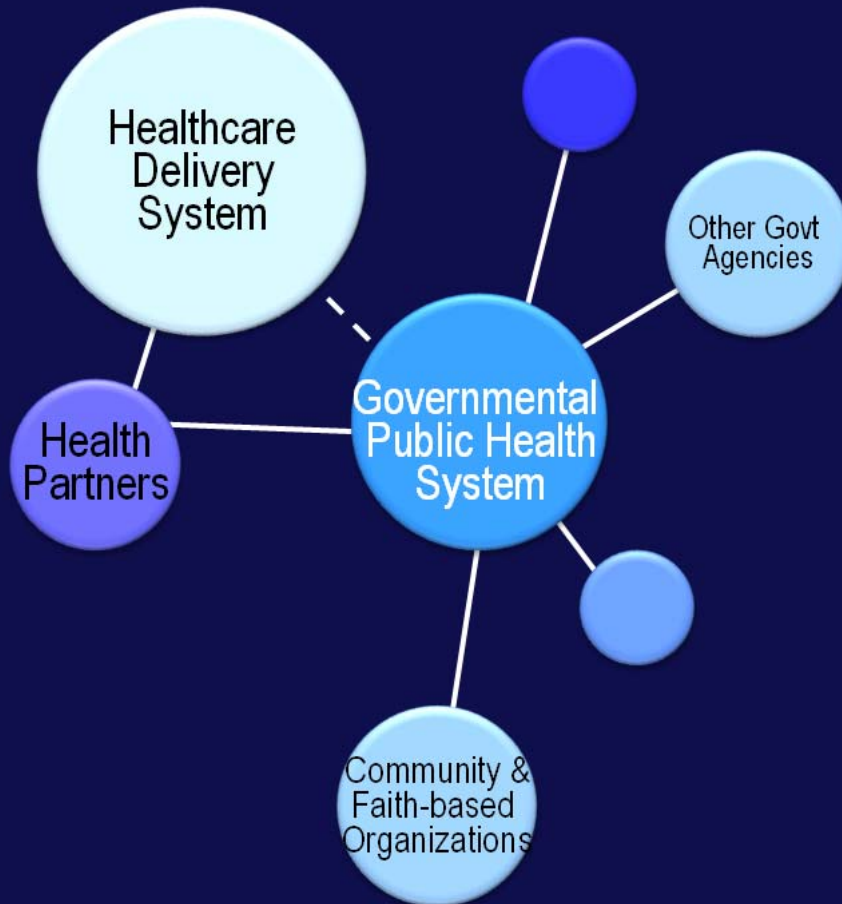 Healthcare
Delivery
System
Other Govt
Agencies
Governmental
Public Health
System
Health
Partners
Community &
Faith-based
Organizations